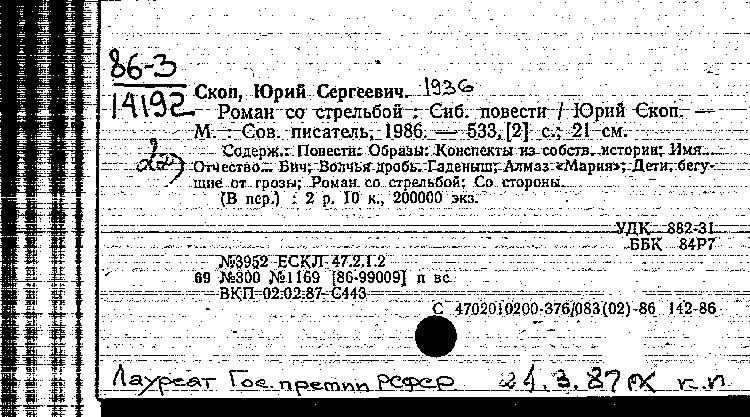 86-3
14192
Скоп, Юрий Сергеевич. 1936
Роман со стрельбой : Сиб. повести / Юрий Скоп. —
М. : Сов. писатель, 1986. — 533, [2] с.; 21 см.
Содерж.: Повести: Образы: Конспекты из собств. истории; Имя...
Отчество... Вич; Волчья дробь. Гаденыш; Алмаз «Мария»; Дети, бегу-
щие от грозы; Роман со стрельбой; Со стороны.
(В пер.) : 2 р. 10 к., 200000 экз.
УДК 882-31
ББК 84Р7
№3952 ЕСКЛ 47.2.1.2
69 №300 №1169 [86-99009] п вс
ВКП 02.02.87 С443
С 4702010200-376/083(02)-86 142-86
Лауреат Гос. премии РСФСР 24.3.87 к.п